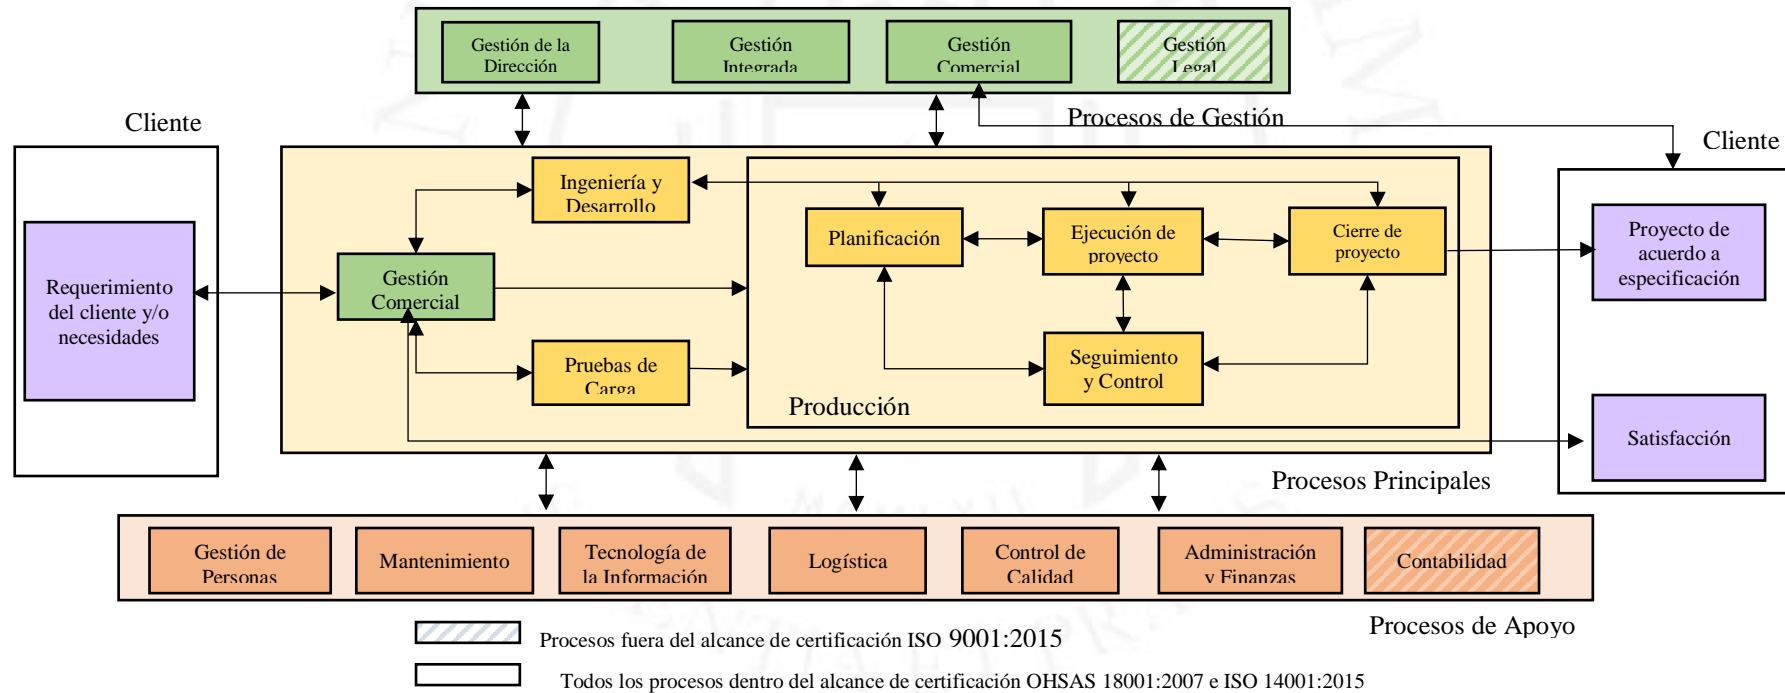 Gestión de la
Dirección
Gestión
Integrada
Gestión
Comercial
Gestión
Legal
Procesos de Gestión
Cliente
Cliente
Requerimiento
del cliente y/o
necesidades
Ingeniería y
Desarrollo
Gestión
Comercial
Pruebas de
Carga
Planificación
Ejecución de
proyecto
Cierre de
proyecto
Seguimiento
y Control
Producción
Proyecto de
acuerdo a
especificación
Satisfacción
Procesos Principales
Gestión de
Personas
Mantenimiento
Tecnología de
la Información
Logística
Control de
Calidad
Administración
y Finanzas
Contabilidad
Procesos de Apoyo
Procesos fuera del alcance de certificación ISO 9001:2015
Todos los procesos dentro del alcance de certificación OHSAS 18001:2007 e ISO 14001:2015